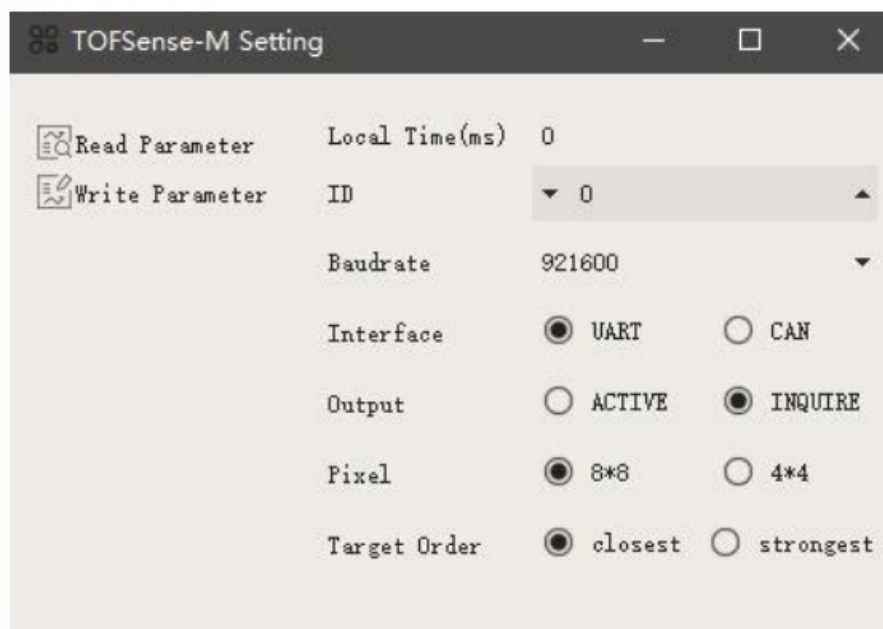 TOFSense-M Setting
Read Parameter
Write Parameter
Local Time(ms) 0
ID 0
Baudrate 921600
Interface UART CAN
Output ACTIVE INQUIRE
Pixel 8*8 4*4
Target Order closest strongest